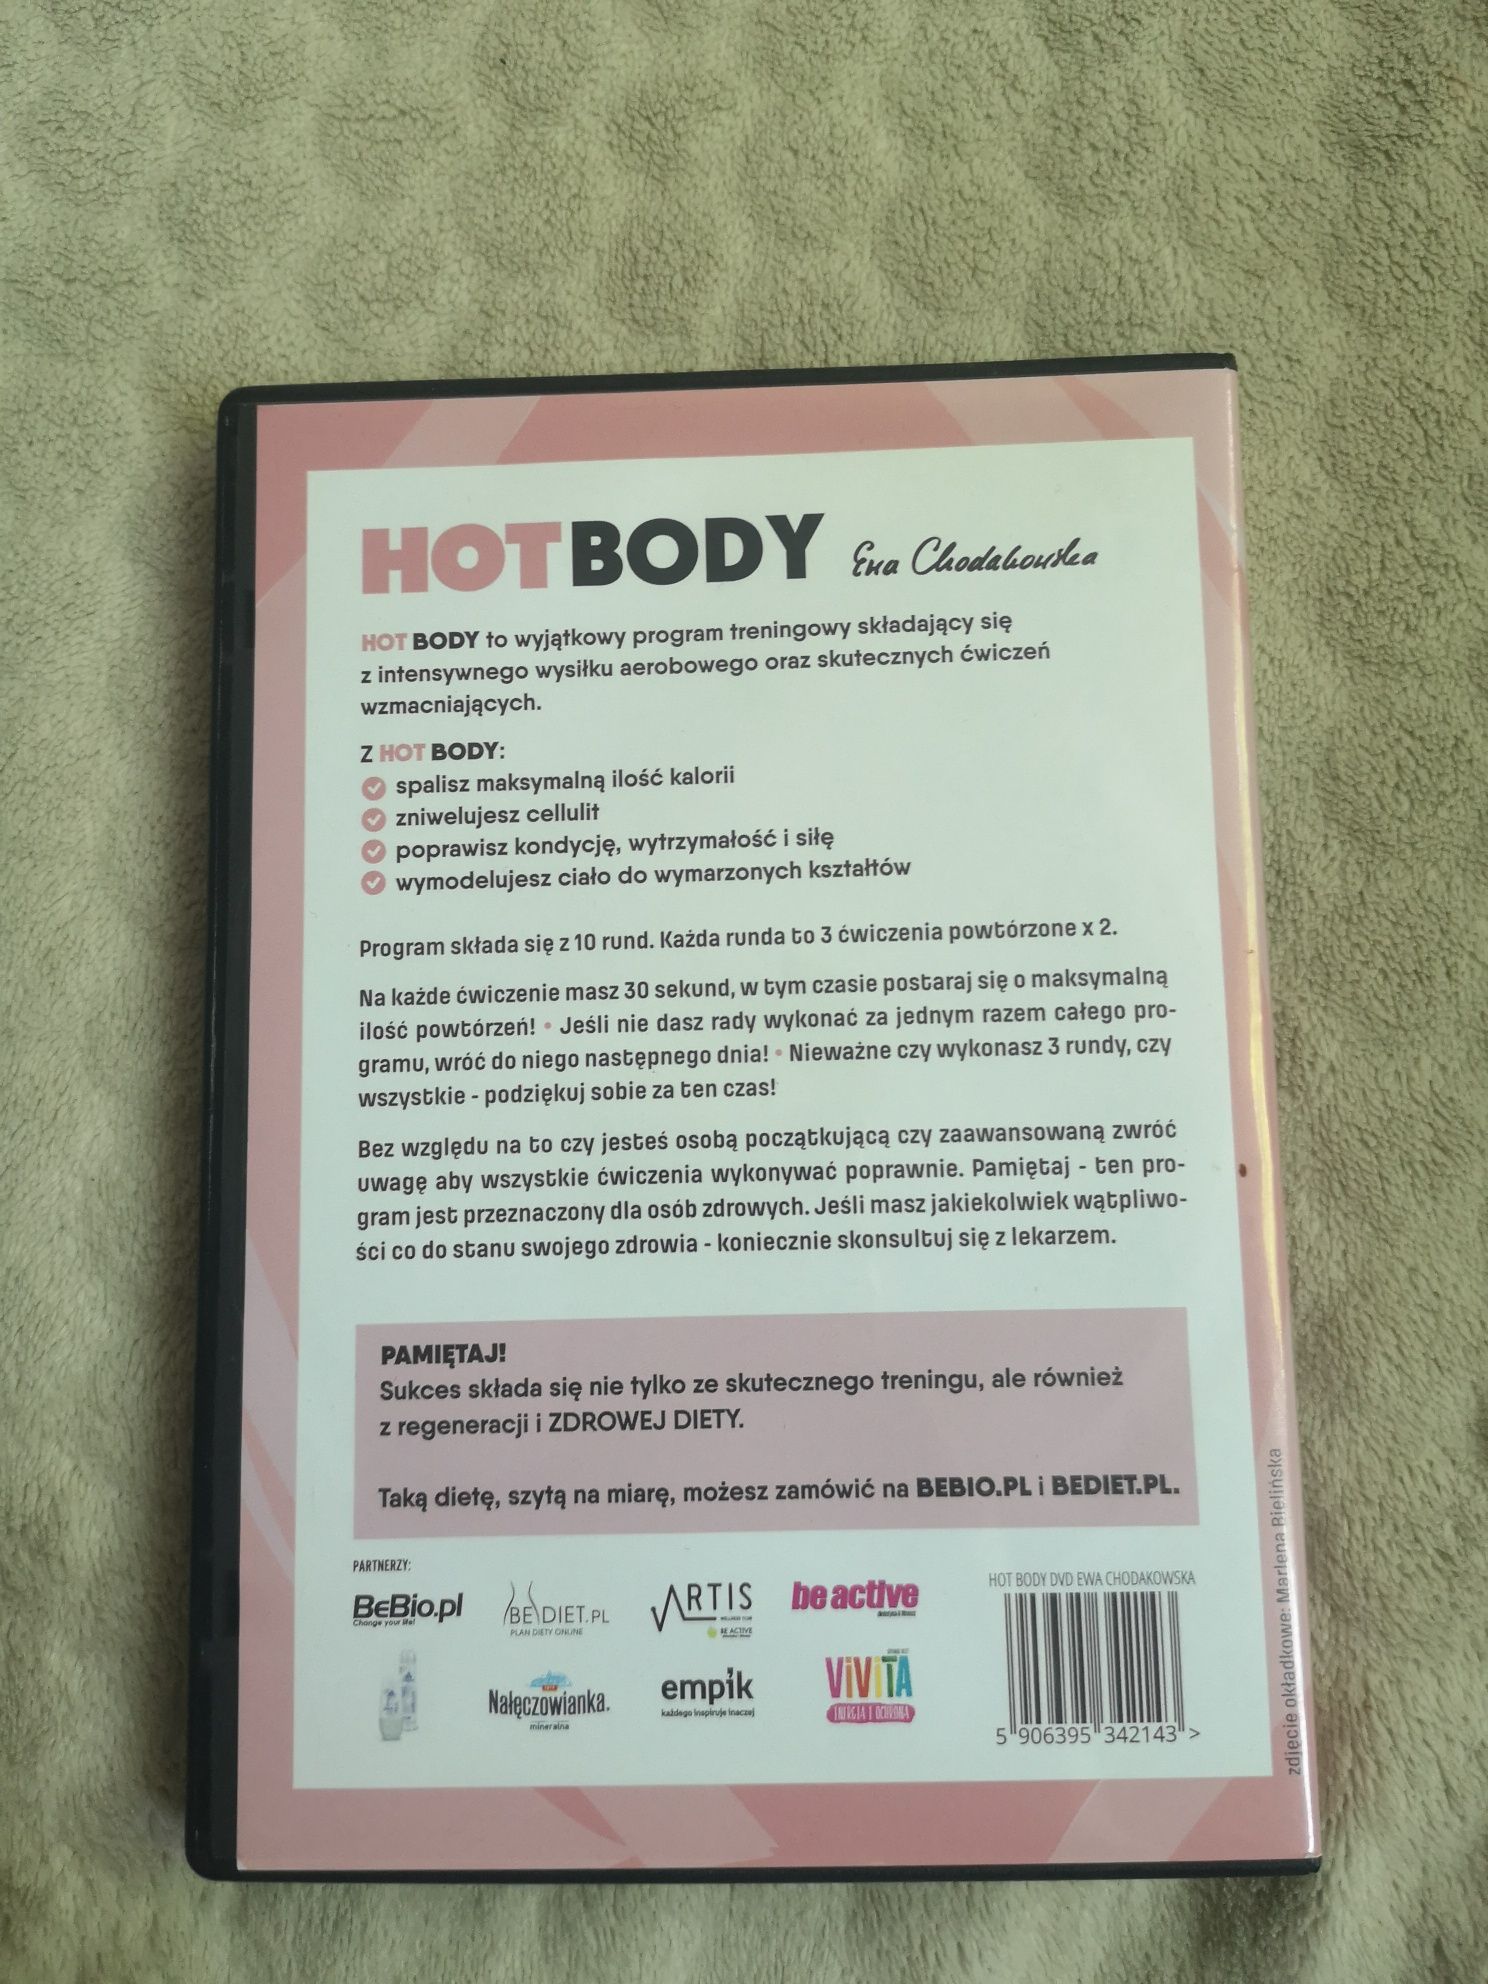 HOTBODY Ewa Chodakowska
HOT BODY to wyjątkowy program treningowy składający się
z intensywnego wysiłku aerobowego oraz skutecznych ćwiczeń
wzmacniających.
Z HOT BODY:
spalisz maksymalną ilość kalorii
zniwelujesz cellulit
poprawisz kondycję, wytrzymałość i siłę
wymodelujesz ciało do wymarzonych kształtów
Program składa się z 10 rund. Każda runda to 3 ćwiczenia powtórzone x 2.
Na każde ćwiczenie masz 30 sekund, w tym czasie postaraj się o maksymalną
ilość powtórzeń! • Jeśli nie dasz rady wykonać za jednym razem całego pro-
gramu, wróć do niego następnego dnia! • Nieważne czy wykonasz 3 rundy, czy
wszystkie - podziękuj sobie za ten czas!
Bez względu na to czy jesteś osobą początkującą czy zaawansowaną zwróć
uwagę aby wszystkie ćwiczenia wykonywać poprawnie. Pamiętaj - ten pro-
gram jest przeznaczony dla osób zdrowych. Jeśli masz jakiekolwiek wątpliwo-
ści co do stanu swojego zdrowia - koniecznie skonsultuj się z lekarzem.
PAMIĘTAJ!
Sukces składa się nie tylko ze skutecznego treningu, ale również
z regeneracji i ZDROWEJ DIETY.
Taką dietę, szytą na miarę, możesz zamówić na BEBIO.PL i BEDIET.PL.
PARTNERZY:
BeBio.pl
Change your life!
BEDIET.PL
PLAN DIETY ONLINE
ARTIS
WELLNESS CLUB
BE ACTIVE
be active
Nałęczowianka.
mineralna
empik
każdego inspiruje inaczej
VIVITA
ENERGIA I OCHRONA
HOT BODY DVD EWA CHODAKOWSKA
5 906395 342143 >
zdjęcie okładkowe: Marlena Bielińska